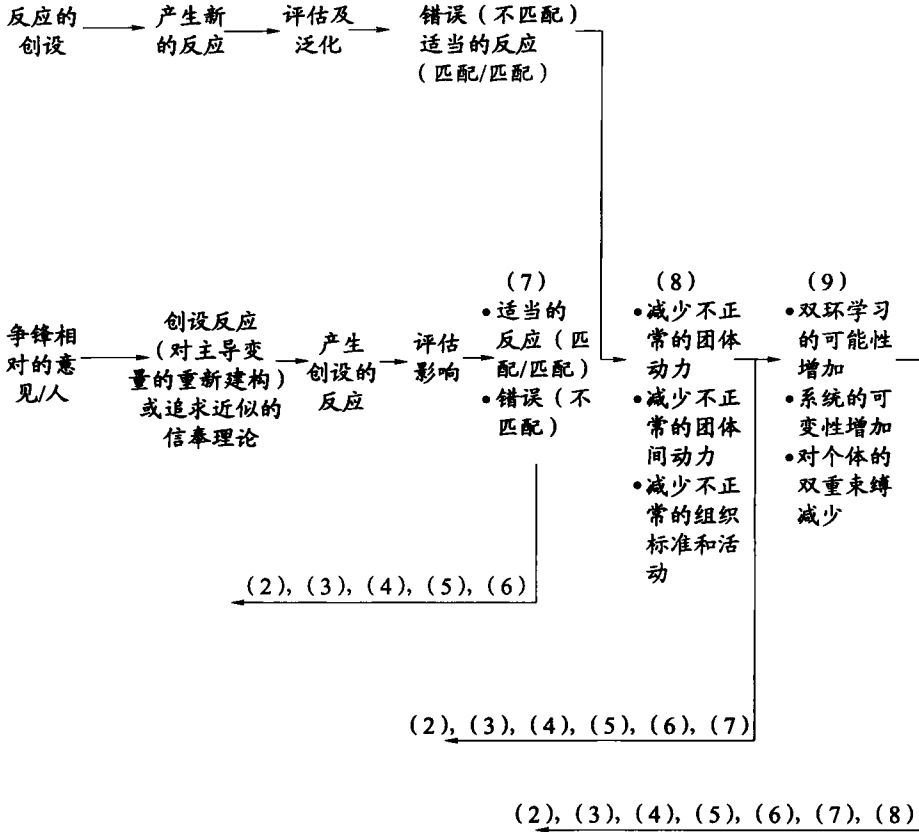 反应的
创设
产生新
的反应
评估及
泛化
错误（不匹配）
适当的反应
（匹配/匹配）
争锋相
对的意
见/人
创设反应
（对主导变
量的重新建构）
或追求近似的
信奉理论
产生
创设的
反应
评估
影响
（7）
•适当的
反应（匹
配/匹配）
•错误（不
匹配）
（8）
•减少不正
常的团体
动力
•减少不正
常的团体
间动力
•减少不正
常的组织
标准和活
动
（9）
•双环学习
的可能性
增加
•系统的可
变性增加
•对个体的
双重束缚
减少
（2），（3），（4），（5），（6）
（2），（3），（4），（5），（6），（7）
（2），（3），（4），（5），（6），（7），（8）